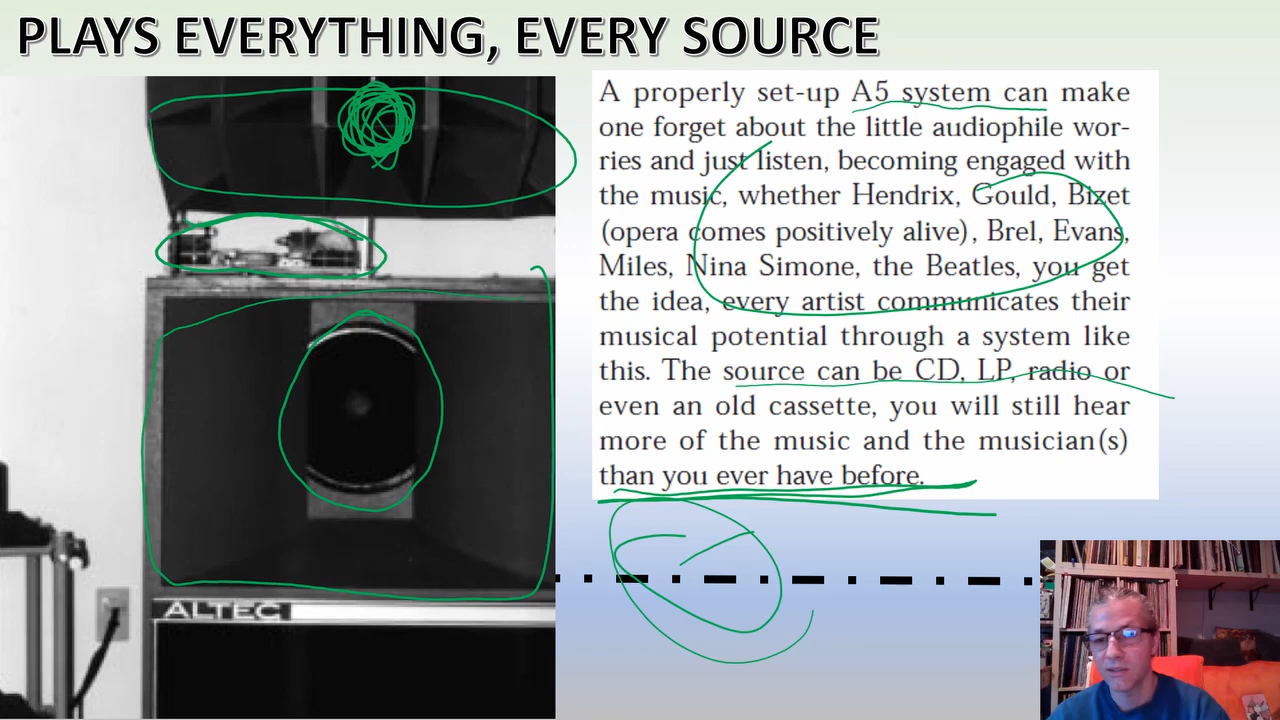 PLAYS EVERYTHING, EVERY SOURCE
A properly set-up A5 system can make
one forget about the little audiophile wor-
ries and just listen, becoming engaged with
the music, whether Hendrix, Gould, Bizet
(opera comes positively alive), Brel, Evans,
Miles, Nina Simone, the Beatles, you get
the idea, every artist communicates their
musical potential through a system like
this. The source can be CD, LP, radio or
even an old cassette, you will still hear
more of the music and the musician(s)
than you ever have before.
ALTEC